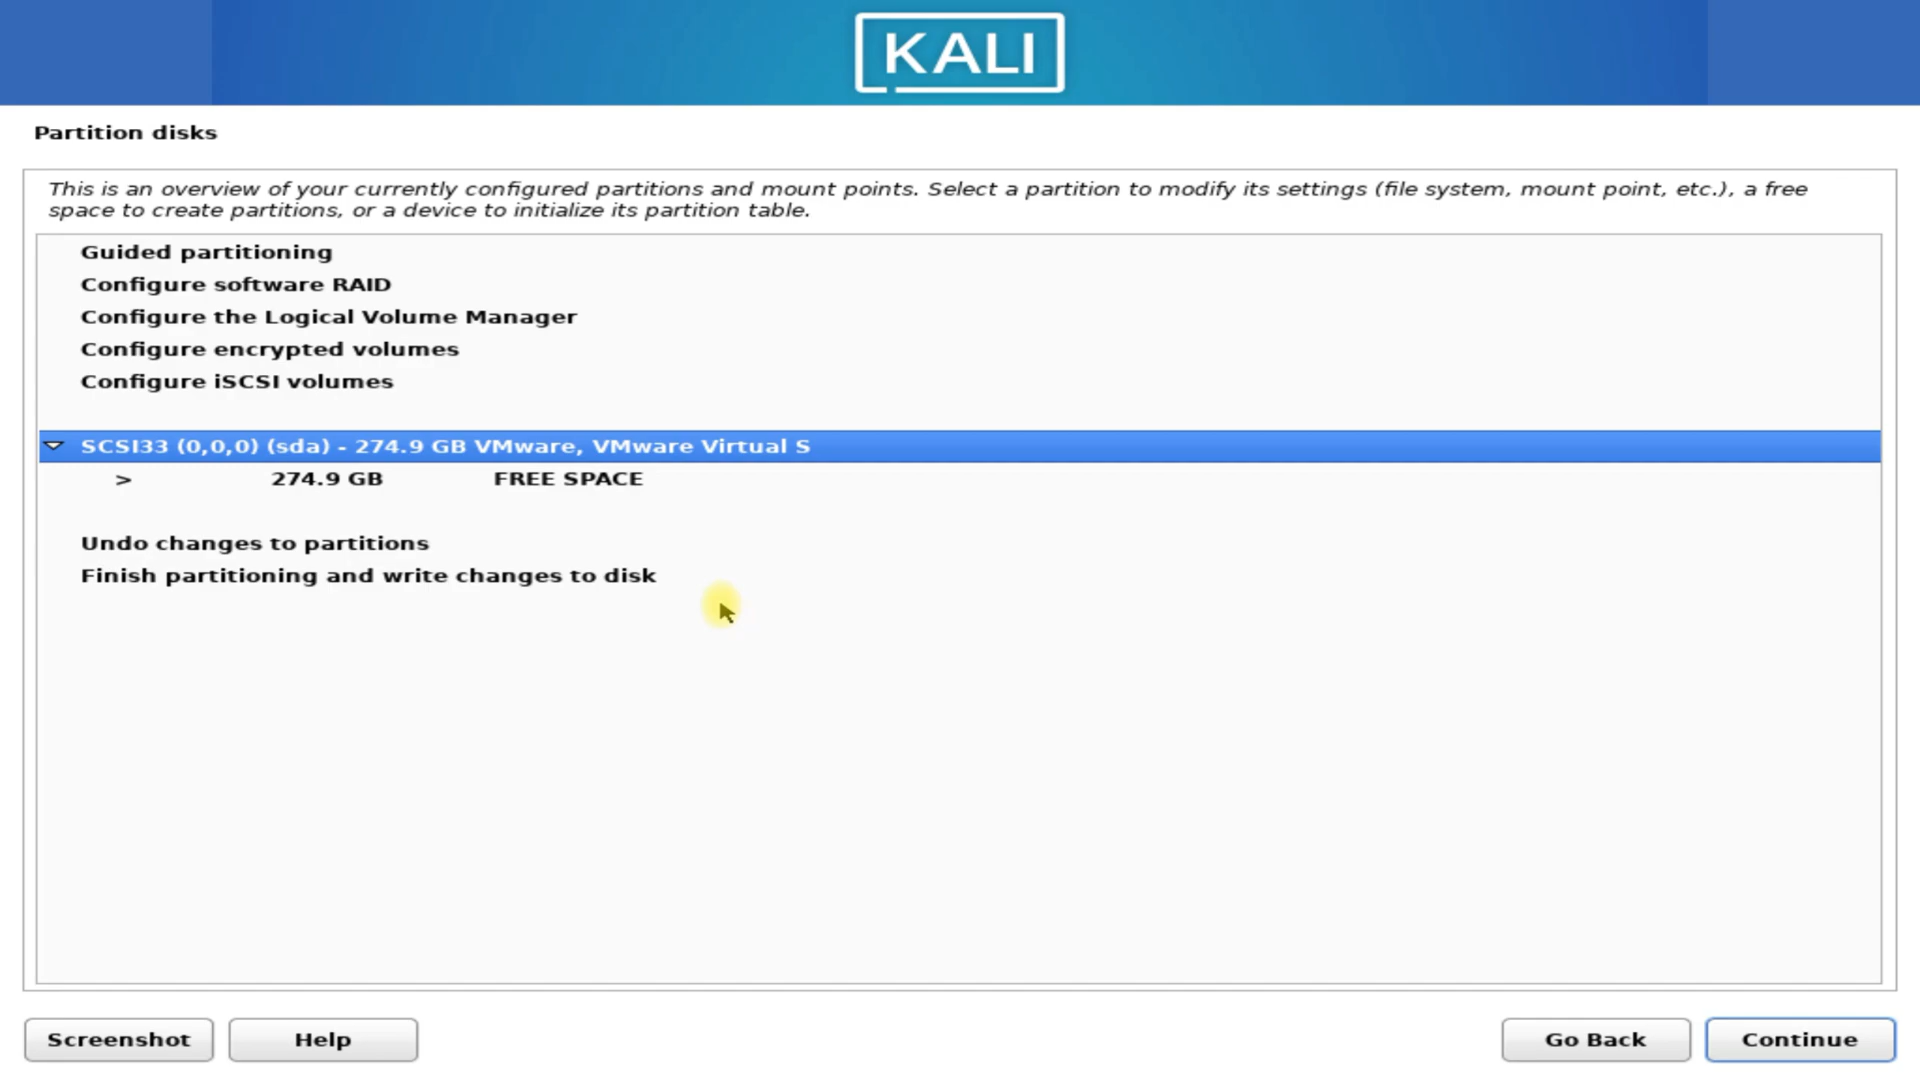 KALI
Partition disks
This is an overview of your currently configured partitions and mount points. Select a partition to modify its settings (file system, mount point, etc.), a free
space to create partitions, or a device to initialize its partition table.
Guided partitioning
Configure software RAID
Configure the Logical Volume Manager
Configure encrypted volumes
Configure iSCSI volumes
SCSI33 (0,0,0) (sda) - 274.9 GB VMware, VMware Virtual S
> 274.9 GB FREE SPACE
Undo changes to partitions
Finish partitioning and write changes to disk
Screenshot Help Go Back Continue